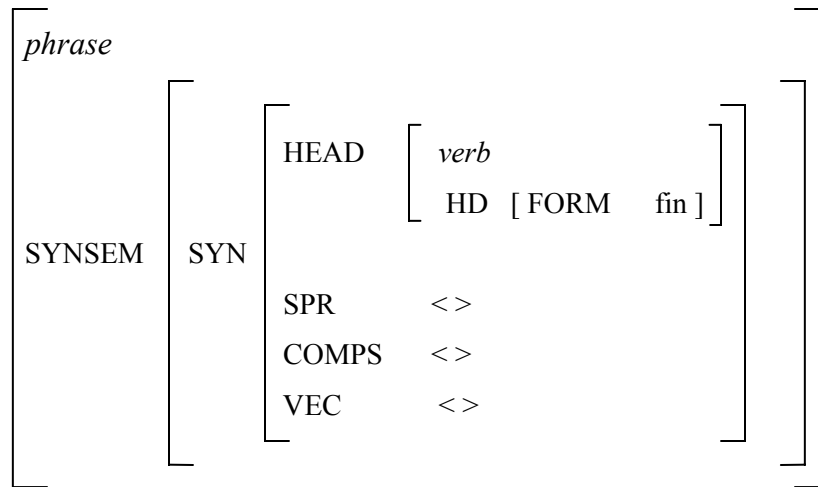 phrase
HEAD verb
HD [ FORM fin ]
SYNSEM SYN
SPR < >
COMPS < >
VEC < >